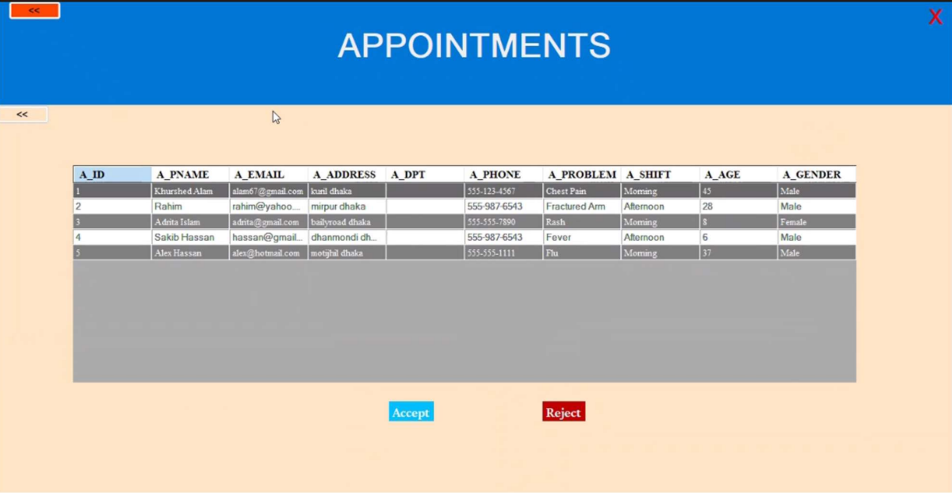 <<
X
APPOINTMENTS
<<
A_ID A_PNAME A_EMAIL A_ADDRESS A_DPT A_PHONE A_PROBLEM A_SHIFT A_AGE A_GENDER
1 Khurshed Alam alam67@gmail.com kuril dhaka 555-123-4567 Chest Pain Morning 45 Male
2 Rahim rahim@yahoo... mirpur dhaka 555-987-6543 Fractured Arm Afternoon 28 Male
3 Adrita Islam adrita@gmail.com bailyroad dhaka 555-555-7890 Rash Morning 8 Female
4 Sakib Hassan hassan@gmail... dhanmondi dh... 555-987-6543 Fever Afternoon 6 Male
5 Alex Hassan alex@hotmail.com motijhil dhaka 555-555-1111 Flu Morning 37 Male
Accept Reject